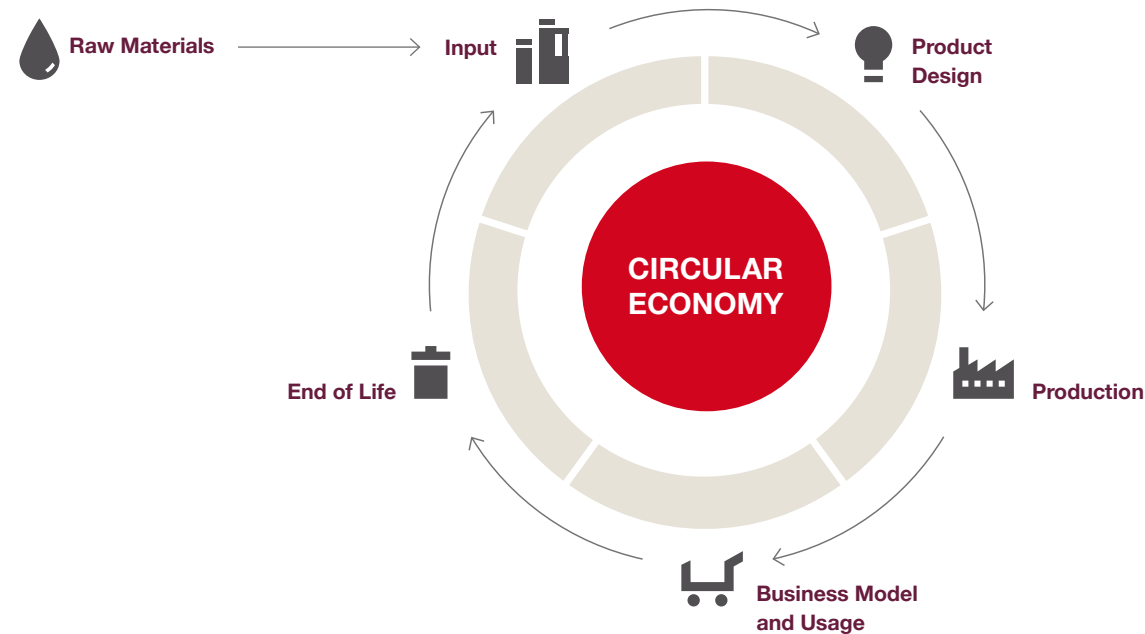 Raw Materials
Input
Product
Design
CIRCULAR
ECONOMY
End of Life
Production
Business Model
and Usage